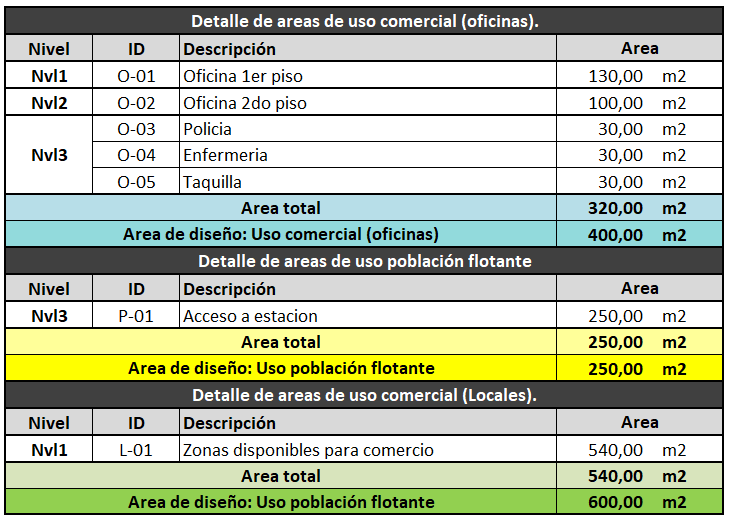 Detalle de areas de uso comercial (oficinas).
Nivel ID Descripción Area
Nvl1 O-01 Oficina 1er piso 130,00 m2
Nvl2 O-02 Oficina 2do piso 100,00 m2
O-03 Policia 30,00 m2
Nvl3 O-04 Enfermeria 30,00 m2
O-05 Taquilla 30,00 m2
Area total 320,00 m2
Area de diseño: Uso comercial (oficinas) 400,00 m2
Detalle de areas de uso población flotante
Nivel ID Descripción Area
Nvl3 P-01 Acceso a estacion 250,00 m2
Area total 250,00 m2
Area de diseño: Uso población flotante 250,00 m2
Detalle de areas de uso comercial (Locales).
Nivel ID Descripción Area
Nvl1 L-01 Zonas disponibles para comercio 540,00 m2
Area total 540,00 m2
Area de diseño: Uso población flotante 600,00 m2